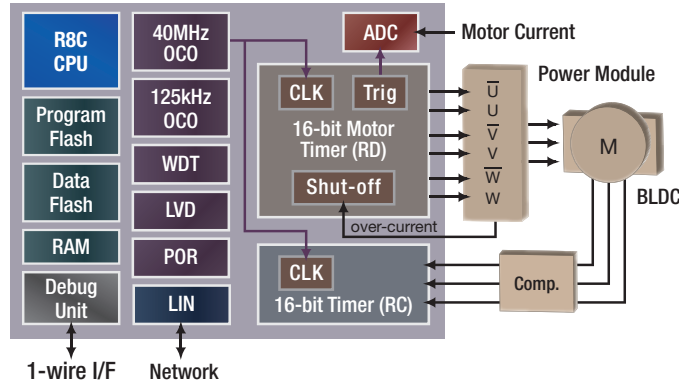 R8C
CPU
40MHz
OCO
ADC
Motor Current
Program
Flash
125kHz
OCO
CLK
Trig
16-bit Motor
Timer (RD)
Shut-off
U
U
V
V
W
W
Power Module
M
BLDC
Data
Flash
WDT
LVD
RAM
POR
over-current
Debug
Unit
LIN
CLK
16-bit Timer (RC)
Comp.
1-wire I/F
Network